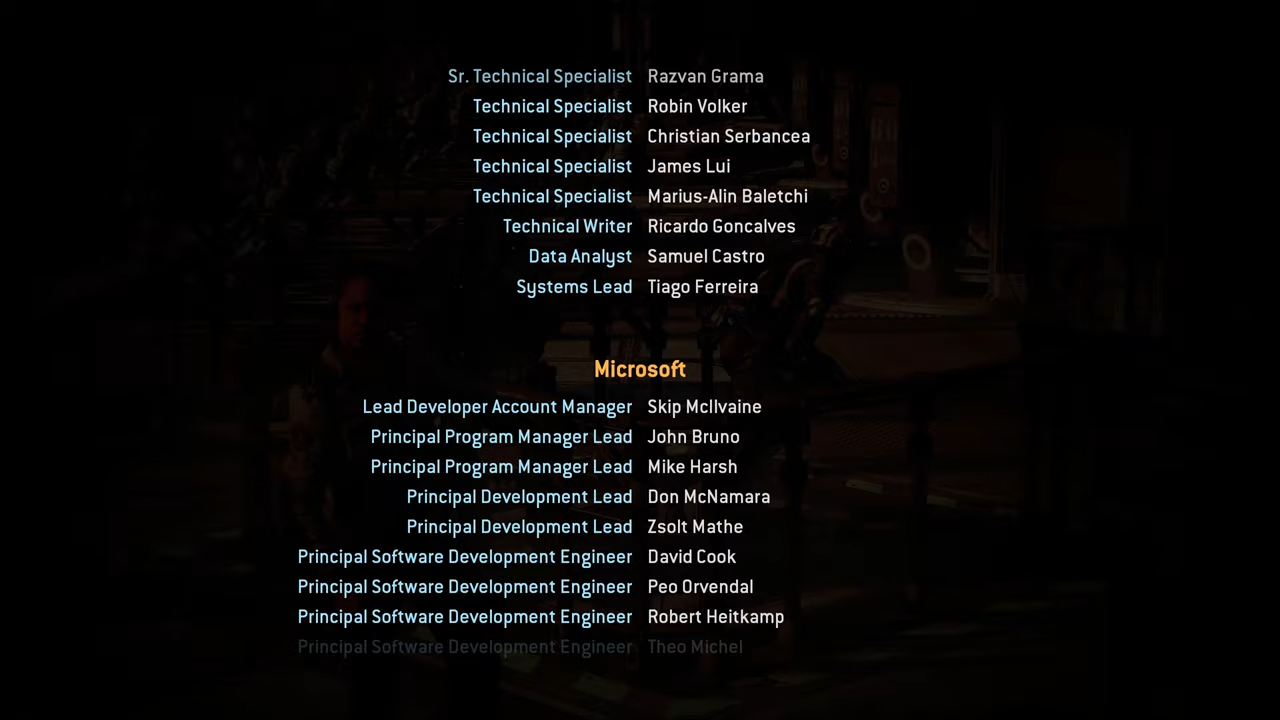 Sr. Technical Specialist Razvan Grama
Technical Specialist Robin Volker
Technical Specialist Christian Serbancea
Technical Specialist James Lui
Technical Specialist Marius-Alin Baletchi
Technical Writer Ricardo Goncalves
Data Analyst Samuel Castro
Systems Lead Tiago Ferreira
Microsoft
Lead Developer Account Manager Skip McIlvaine
Principal Program Manager Lead John Bruno
Principal Program Manager Lead Mike Harsh
Principal Development Lead Don McNamara
Principal Development Lead Zsolt Mathe
Principal Software Development Engineer David Cook
Principal Software Development Engineer Peo Orvendal
Principal Software Development Engineer Robert Heitkamp
Principal Software Development Engineer Theo Michel